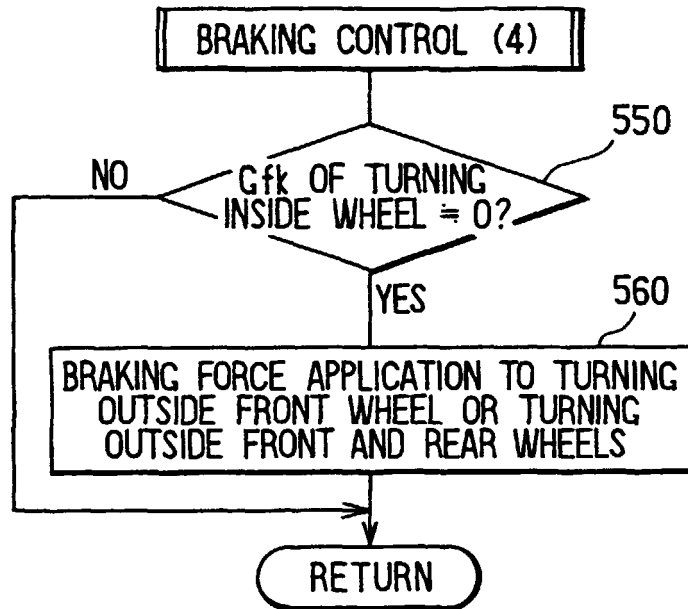 BRAKING CONTROL (4)
550
NO
Gfk OF TURNING
INSIDE WHEEL ≒ 0?
YES
560
BRAKING FORCE APPLICATION TO TURNING
OUTSIDE FRONT WHEEL OR TURNING
OUTSIDE FRONT AND REAR WHEELS
RETURN